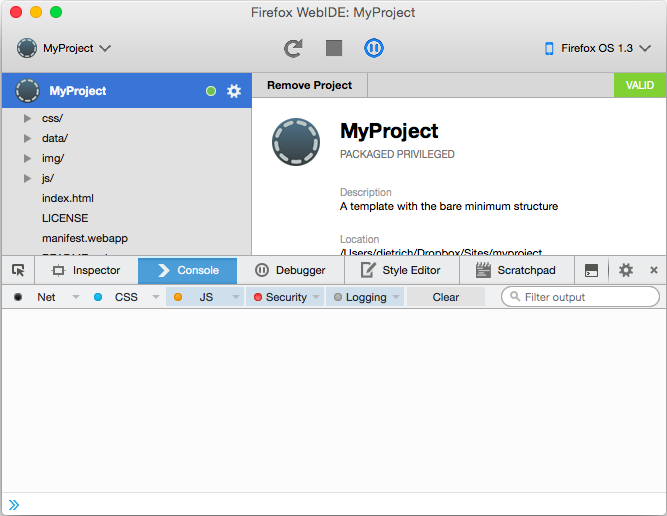 Firefox WebIDE: MyProject
MyProject
Firefox OS 1.3
MyProject
Remove Project
VALID
css/
data/
img/
js/
index.html
LICENSE
manifest.webapp
MyProject
PACKAGED PRIVILEGED
Description
A template with the bare minimum structure
Location
/Users/dietrich/Dropbox/Sites/myproject
Inspector
Console
Debugger
Style Editor
Scratchpad
Net
CSS
JS
Security
Logging
Clear
Filter output